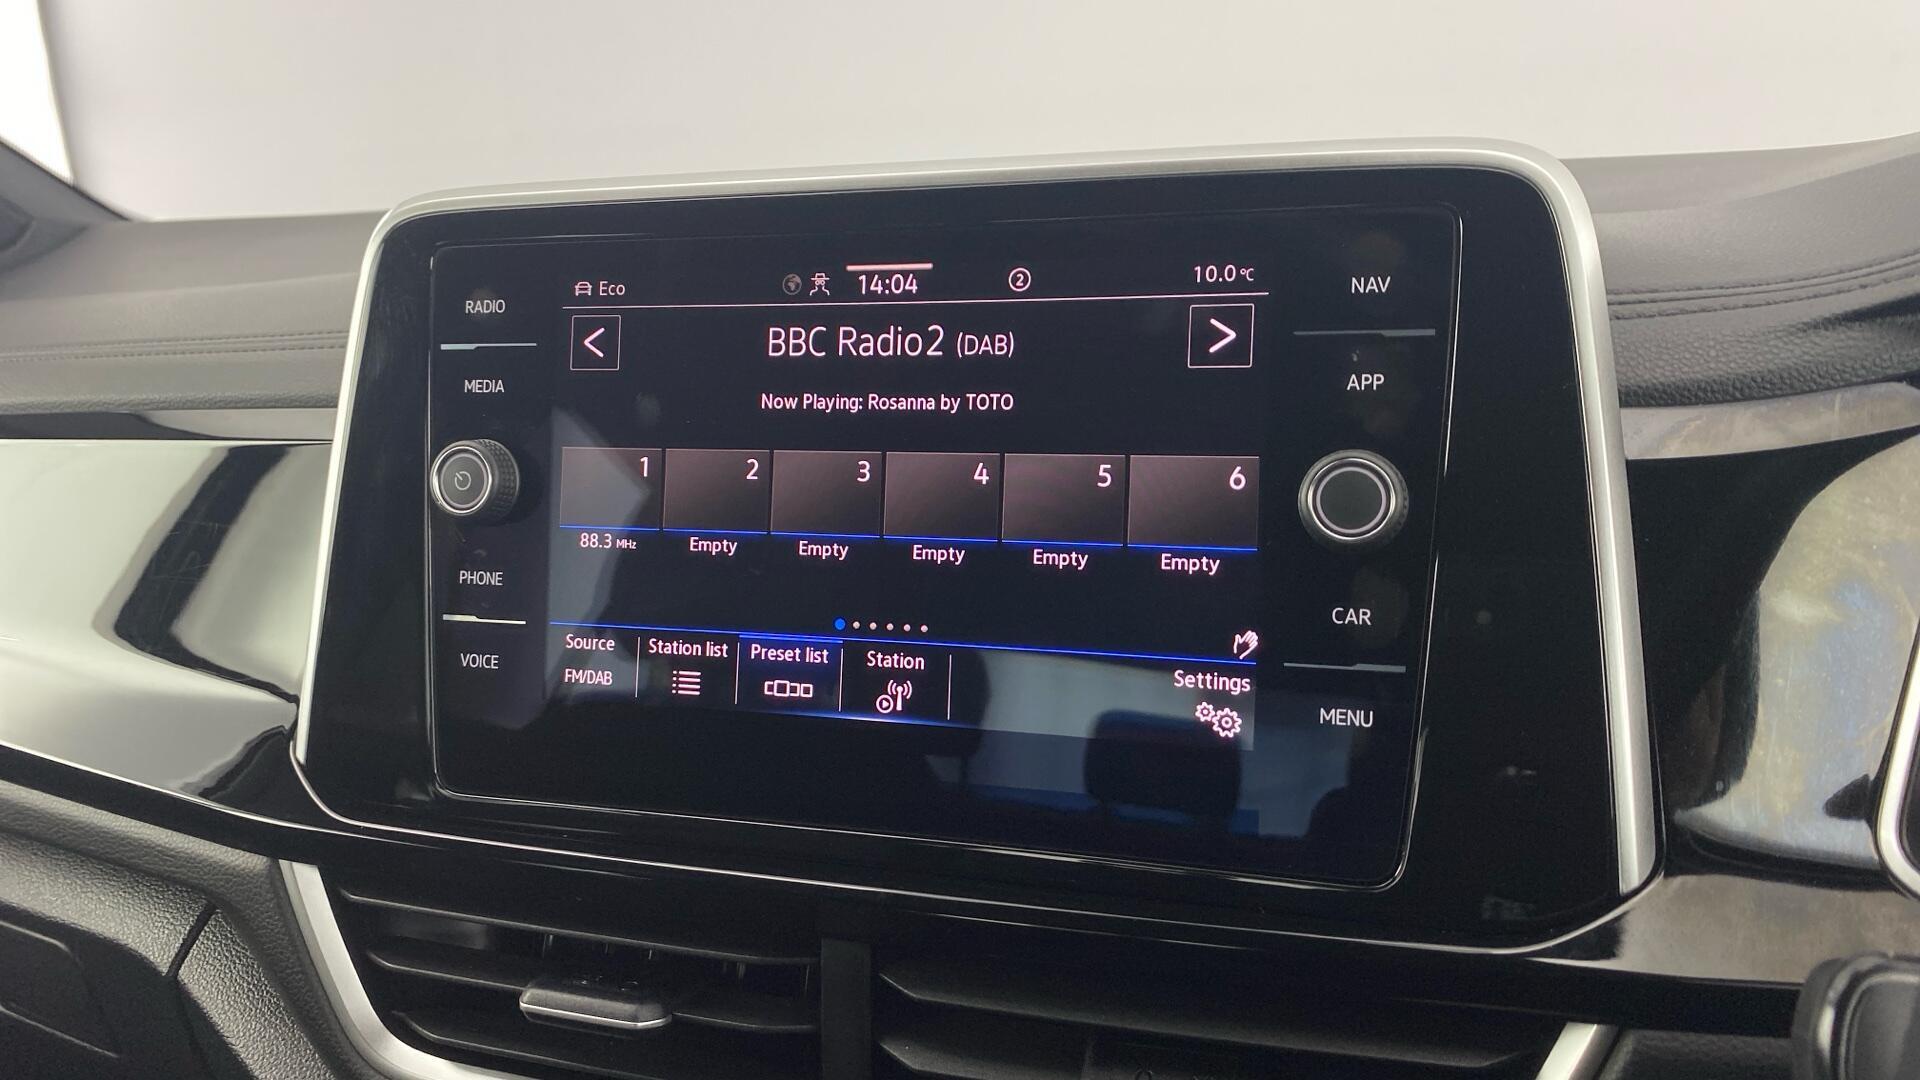 RADIO
MEDIA
PHONE
VOICE
Eco
14:04
2
10.0°C
<
BBC Radio2 (DAB)
>
Now Playing: Rosanna by TOTO
1
2
3
4
5
6
88.3 MHz
Empty
Empty
Empty
Empty
Empty
Source
FM/DAB
Station list
Preset list
Station
Settings
NAV
APP
CAR
MENU